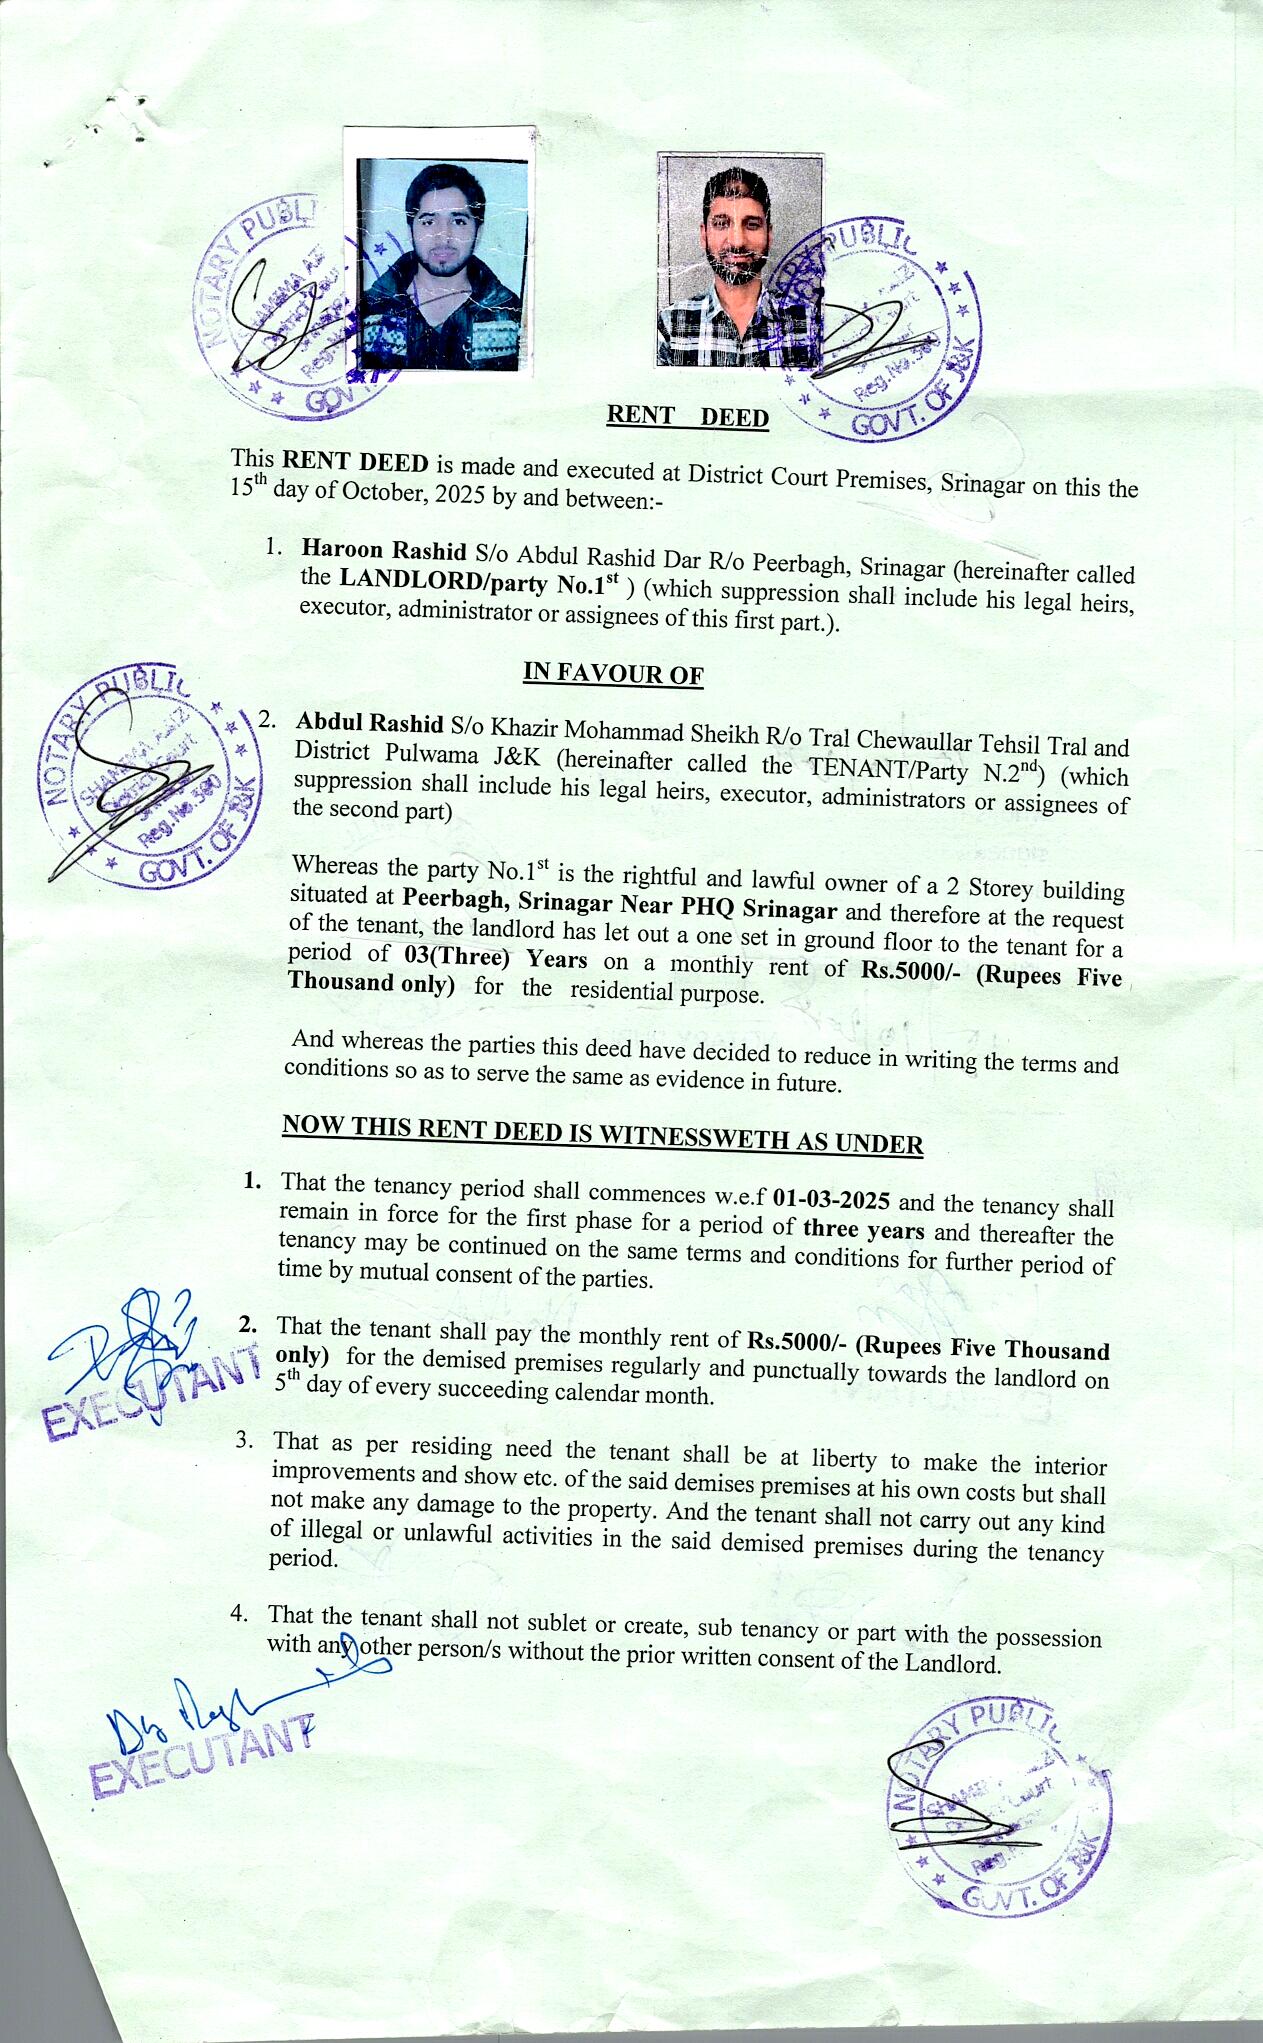 NOTARY PUBLIC
GOVT.
NOTARY PUBLIC
Reg.No.390
GOVT. OF J&K
RENT DEED
This RENT DEED is made and executed at District Court Premises, Srinagar on this the
15th day of October, 2025 by and between:-
1. Haroon Rashid S/o Abdul Rashid Dar R/o Peerbagh, Srinagar (hereinafter called
the LANDLORD/party No.1st ) (which suppression shall include his legal heirs,
executor, administrator or assignees of this first part.).
IN FAVOUR OF
2. Abdul Rashid S/o Khazir Mohammad Sheikh R/o Tral Chewaullar Tehsil Tral and
District Pulwama J&K (hereinafter called the TENANT/Party N.2nd) (which
suppression shall include his legal heirs, executor, administrators or assignees of
the second part)
NOTARY PUBLIC
SHAMIMA AZIZ
District Court
Reg.No.390
GOVT. OF J&K
Whereas the party No.1st is the rightful and lawful owner of a 2 Storey building
situated at Peerbagh, Srinagar Near PHQ Srinagar and therefore at the request
of the tenant, the landlord has let out a one set in ground floor to the tenant for a
period of 03(Three) Years on a monthly rent of Rs.5000/- (Rupees Five
Thousand only) for the residential purpose.
And whereas the parties this deed have decided to reduce in writing the terms and
conditions so as to serve the same as evidence in future.
NOW THIS RENT DEED IS WITNESSWETH AS UNDER
1. That the tenancy period shall commences w.e.f 01-03-2025 and the tenancy shall
remain in force for the first phase for a period of three years and thereafter the
tenancy may be continued on the same terms and conditions for further period of
time by mutual consent of the parties.
2. That the tenant shall pay the monthly rent of Rs.5000/- (Rupees Five Thousand
only) for the demised premises regularly and punctually towards the landlord on
5th day of every succeeding calendar month.
EXECUTANT
3. That as per residing need the tenant shall be at liberty to make the interior
improvements and show etc. of the said demises premises at his own costs but shall
not make any damage to the property. And the tenant shall not carry out any kind
of illegal or unlawful activities in the said demised premises during the tenancy
period.
4. That the tenant shall not sublet or create, sub tenancy or part with the possession
with any other person/s without the prior written consent of the Landlord.
EXECUTANT
NOTARY PUBLIC
GOVT. OF J&K